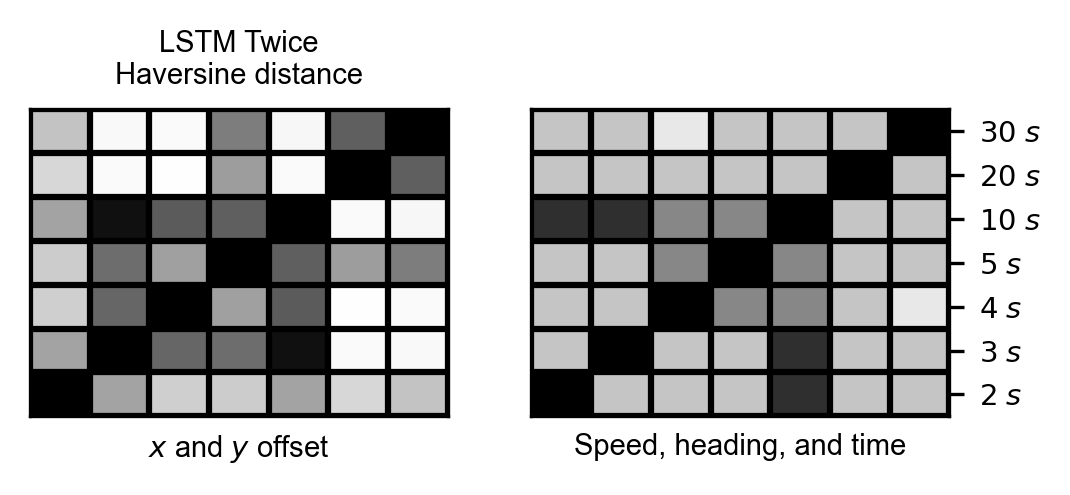 LSTM Twice
Haversine distance
30 s
20 s
10 s
5 s
4 s
3 s
2 s
x and y offset
Speed, heading, and time